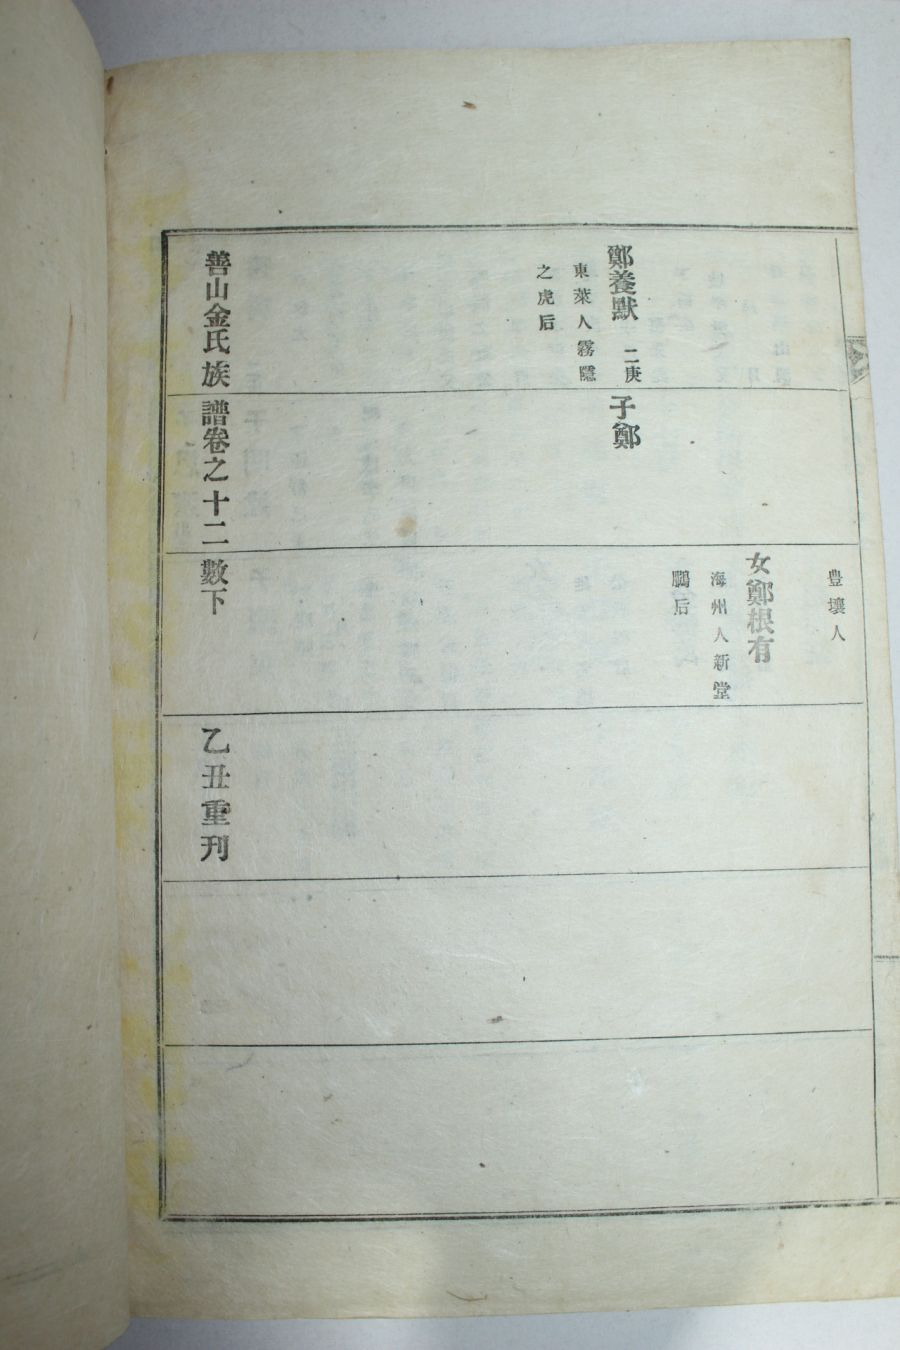 豊壤人
女鄭根有
海州人新堂
鵬后
鄭養默 二庚
子鄭
東萊人霧隱
之虎后
善山金氏族譜卷之十二 數下 乙丑重刊